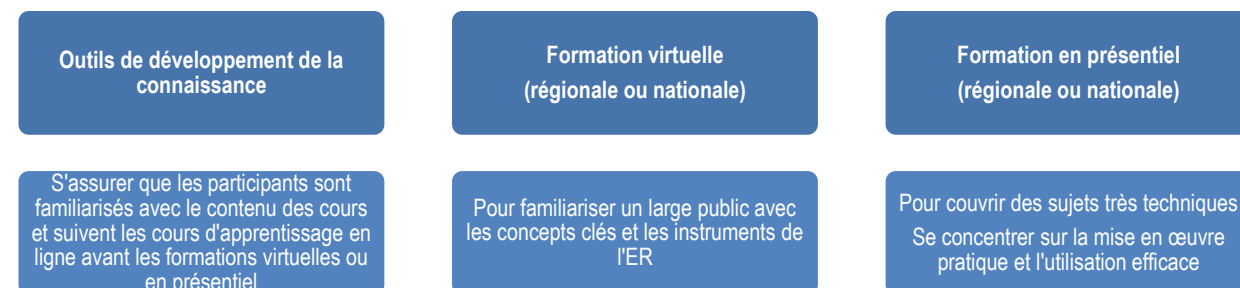 Outils de développement de la
connaissance
Formation virtuelle
(régionale ou nationale)
Formation en présentiel
(régionale ou nationale)
S'assurer que les participants sont
familiarisés avec le contenu des cours
et suivent les cours d'apprentissage en
ligne avant les formations virtuelles ou
en présentiel
Pour familiariser un large public avec
les concepts clés et les instruments de
l'ER
Pour couvrir des sujets très techniques
Se concentrer sur la mise en œuvre
pratique et l'utilisation efficace